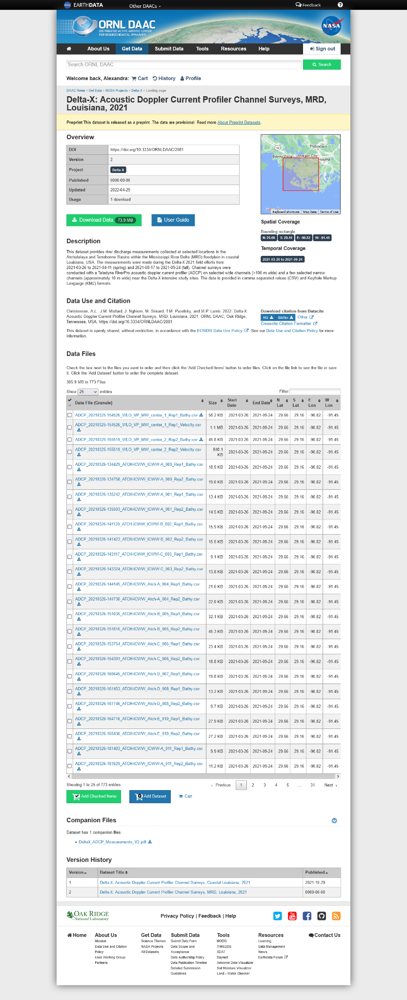 EARTHDATA
Other DAACs
Feedback
ORNL DAAC
DISTRIBUTED ACTIVE ARCHIVE CENTER
FOR BIOGEOCHEMICAL DYNAMICS
NASA
About Us
Get Data
Submit Data
Tools
Resources
Help
Sign out
Search ORNL DAAC
Search
Welcome back, Alexandra: Cart History Profile
DAAC Home > Get Data > NASA Projects > Delta-X > Landing page
Delta-X: Acoustic Doppler Current Profiler Channel Surveys, MRD,
Louisiana, 2021
Preprint This dataset is released as a preprint. The data are provisional. Read more About Preprint Datasets.
Overview
DOI https://doi.org/10.3334/ORNLDAAC/2081
Version 2
Project Delta-X
Published 0000-00-00
Updated 2022-04-29
Usage 1 download
Download Data 73.9 MB
User Guide
90
Thibodaux
Bayou Vista
Morgan City
Houma
Google
Keyboard shortcuts Map Data Terms of Use
Spatial Coverage
Bounding rectangle
N: 29.66 S: 29.16 E: -90.82 W: -91.45
Temporal Coverage
2021-03-26 to 2021-09-24
Description
This dataset provides river discharge measurements collected at selected locations in the
Atchafalaya and Terrebonne Basins within the Mississippi River Delta (MRD) floodplain in coastal
Louisiana, USA. The measurements were made during the Delta-X 2021 field efforts from
2021-03-26 to 2021-04-11 (spring) and 2021-08-17 to 2021-09-24 (fall). Channel surveys were
conducted with a Teledyne RiverPro acoustic doppler current profiler (ADCP) on selected wide channels (>100 m wide) and a few selected narrow
channels (approximately 10 m wide) near the Delta-X intensive study sites. The data is provided in comma separated values (CSV) and Keyhole Markup
Language (KMZ) formats.
Data Use and Citation
Christensen, A.L., J.M. Mallard, J. Nghiem, M. Simard, T.M. Pavelsky, and M.P. Lamb. 2022. Delta-X:
Acoustic Doppler Current Profiler Channel Surveys, MRD, Louisiana, 2021. ORNL DAAC, Oak Ridge,
Tennessee, USA. https://doi.org/10.3334/ORNLDAAC/2081
Download citation from Datacite
RIS BibTex Other
Crosscite Citation Formatter
This dataset is openly shared, without restriction, in accordance with the EOSDIS Data Use Policy. See our Data Use and Citation Policy for more
information.
Data Files
Check the box next to the files you want to order and then click the 'Add Checked Items' button to order files. Click on the file link to see the file or save
it. Click the 'Add Dataset' button to order the complete dataset.
305.9 MB in 773 Files
Show 25 entries
Filter:
Data File (Granule) Size Start Date End Date N Lat S Lat E Lon W Lon
ADCP_20210325-154526_WLO_VP_MW_center_1_Rep1_Bathy.csv 58.2 KB 2021-03-26 2021-09-24 29.66 29.16 -90.82 -91.45
ADCP_20210325-154526_WLO_VP_MW_center_1_Rep1_Velocity.csv 1.1 MB 2021-03-26 2021-09-24 29.66 29.16 -90.82 -91.45
ADCP_20210325-155519_WLO_VP_MW_center_2_Rep2_Bathy.csv 45.8 KB 2021-03-26 2021-09-24 29.66 29.16 -90.82 -91.45
ADCP_20210325-155519_WLO_VP_MW_center_2_Rep2_Velocity.csv 840.1 KB 2021-03-26 2021-09-24 29.66 29.16 -90.82 -91.45
ADCP_20210326-134429_ATCH-ICWW_ICWW-A_000_Rep1_Bathy.csv 18.9 KB 2021-03-26 2021-09-24 29.66 29.16 -90.82 -91.45
ADCP_20210326-134758_ATCH-ICWW_ICWW-A_000_Rep2_Bathy.csv 19.0 KB 2021-03-26 2021-09-24 29.66 29.16 -90.82 -91.45
ADCP_20210326-135242_ATCH-ICWW_ICWW-A_001_Rep1_Bathy.csv 13.4 KB 2021-03-26 2021-09-24 29.66 29.16 -90.82 -91.45
ADCP_20210326-135503_ATCH-ICWW_ICWW-A_001_Rep2_Bathy.csv 14.5 KB 2021-03-26 2021-09-24 29.66 29.16 -90.82 -91.45
ADCP_20210326-141120_ATCH-ICWW_ICWW-B_002_Rep1_Bathy.csv 15.9 KB 2021-03-26 2021-09-24 29.66 29.16 -90.82 -91.45
ADCP_20210326-141423_ATCH-ICWW_ICWW-B_002_Rep2_Bathy.csv 15.5 KB 2021-03-26 2021-09-24 29.66 29.16 -90.82 -91.45
ADCP_20210326-143117_ATCH-ICWW_ICWW-C_003_Rep1_Bathy.csv 9.1 KB 2021-03-26 2021-09-24 29.66 29.16 -90.82 -91.45
ADCP_20210326-143324_ATCH-ICWW_ICWW-C_003_Rep2_Bathy.csv 13.8 KB 2021-03-26 2021-09-24 29.66 29.16 -90.82 -91.45
ADCP_20210326-144145_ATCH-ICWW_Atch-A_004_Rep1_Bathy.csv 21.6 KB 2021-03-26 2021-09-24 29.66 29.16 -90.82 -91.45
ADCP_20210326-144730_ATCH-ICWW_Atch-A_004_Rep2_Bathy.csv 22.0 KB 2021-03-26 2021-09-24 29.66 29.16 -90.82 -91.45
ADCP_20210326-151035_ATCH-ICWW_Atch-B_005_Rep1_Bathy.csv 32.1 KB 2021-03-26 2021-09-24 29.66 29.16 -90.82 -91.45
ADCP_20210326-151810_ATCH-ICWW_Atch-B_005_Rep2_Bathy.csv 45.3 KB 2021-03-26 2021-09-24 29.66 29.16 -90.82 -91.45
ADCP_20210326-153754_ATCH-ICWW_Atch-C_006_Rep1_Bathy.csv 23.4 KB 2021-03-26 2021-09-24 29.66 29.16 -90.82 -91.45
ADCP_20210326-154301_ATCH-ICWW_Atch-C_006_Rep2_Bathy.csv 18.8 KB 2021-03-26 2021-09-24 29.66 29.16 -90.82 -91.45
ADCP_20210326-160645_ATCH-ICWW_Atch-D_007_Rep1_Bathy.csv 19.8 KB 2021-03-26 2021-09-24 29.66 29.16 -90.82 -91.45
ADCP_20210326-161453_ATCH-ICWW_Atch-D_008_Rep1_Bathy.csv 13.2 KB 2021-03-26 2021-09-24 29.66 29.16 -90.82 -91.45
ADCP_20210326-161746_ATCH-ICWW_Atch-D_008_Rep2_Bathy.csv 9.7 KB 2021-03-26 2021-09-24 29.66 29.16 -90.82 -91.45
ADCP_20210326-164716_ATCH-ICWW_Atch-E_010_Rep1_Bathy.csv 27.9 KB 2021-03-26 2021-09-24 29.66 29.16 -90.82 -91.45
ADCP_20210326-165430_ATCH-ICWW_Atch-E_010_Rep2_Bathy.csv 27.2 KB 2021-03-26 2021-09-24 29.66 29.16 -90.82 -91.45
ADCP_20210326-181403_ATCH-ICWW_ICWW-A_011_Rep1_Bathy.csv 9.9 KB 2021-03-26 2021-09-24 29.66 29.16 -90.82 -91.45
ADCP_20210326-181629_ATCH-ICWW_ICWW-A_011_Rep2_Bathy.csv 11.2 KB 2021-03-26 2021-09-24 29.66 29.16 -90.82 -91.45
Showing 1 to 25 of 773 entries
‹ Previous 1 2 3 4 5 ... 31 Next ›
Add Checked Items
Add Dataset
Cart
Companion Files
Dataset has 1 companion files.
• DeltaX_ADCP_Measurements_V2.pdf
Version History
Version Dataset Title Published
1 Delta-X: Acoustic Doppler Current Profiler Channel Surveys, Coastal Louisiana, 2021 2021-10-29
2 Delta-X: Acoustic Doppler Current Profiler Channel Surveys, MRD, Louisiana, 2021 0000-00-00
OAK RIDGE
National Laboratory
Privacy Policy | Feedback | Help
You Tube
Home
About Us
Mission
Data Use and Citation
Policy
User Working Group
Partners
Get Data
Science Themes
NASA Projects
All Datasets
Submit Data
Submit Data Form
Data Scope and
Acceptance
Data Authorship Policy
Data Publication Timeline
Detailed Submission
Guidelines
Tools
MODIS
THREDDS
SDAT
Daymet
Airborne Data Visualizer
Soil Moisture Visualizer
Land - Water Checker
Resources
Learning
Data Management
News
Earthdata Forum
Contact Us